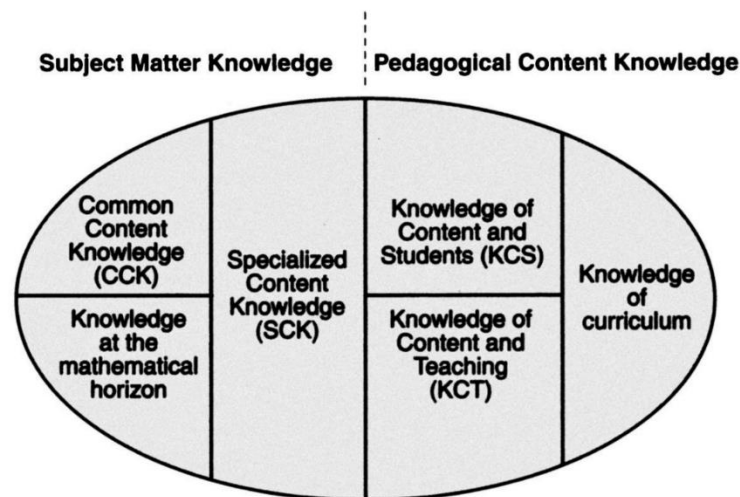 Subject Matter Knowledge
Pedagogical Content Knowledge
Common
Content
Knowledge
(CCK)
Knowledge
at the
mathematical
horizon
Specialized
Content
Knowledge
(SCK)
Knowledge of
Content and
Students (KCS)
Knowledge of
Content and
Teaching
(KCT)
Knowledge
of
curriculum